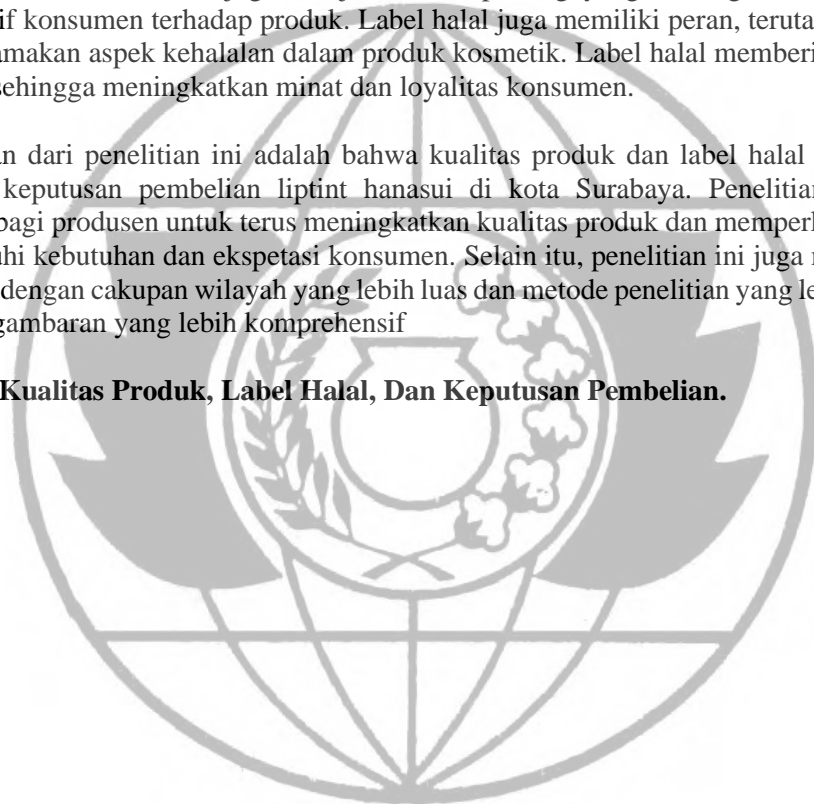 if konsumen terhadap produk. Label halal juga memiliki peran, teruta
amakan aspek kehalalan dalam produk kosmetik. Label halal memberi
sehingga meningkatkan minat dan loyalitas konsumen.
an dari penelitian ini adalah bahwa kualitas produk dan label halal
keputusan pembelian liptint hanasui di kota Surabaya. Penelitian
bagi produsen untuk terus meningkatkan kualitas produk dan memperl
uhi kebutuhan dan ekspetasi konsumen. Selain itu, penelitian ini juga
dengan cakupan wilayah yang lebih luas dan metode penelitian yang le
gambaran yang lebih komprehensif
Kualitas Produk, Label Halal, Dan Keputusan Pembelian.